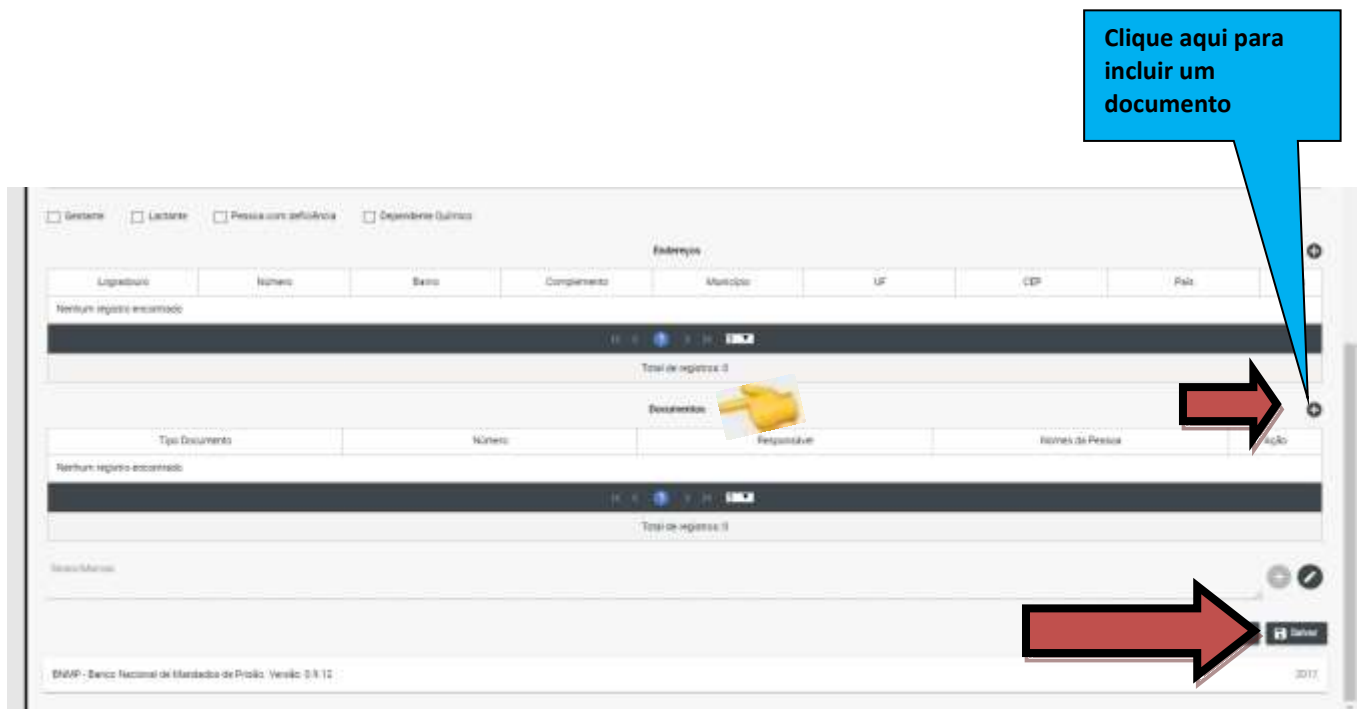 Clique aqui para
incluir um
documento
Gestante Lactante Pessoa com deficiência Dependente Químico
Endereços
Logradouro Número Bairro Complemento Município UF CEP País
Nenhum registro encontrado
1
Total de registros: 0
Documentos
Tipo Documento Número Responsável Nomes da Pessoa Ação
Nenhum registro encontrado
1
Total de registros: 0
Salvar
BNMP - Banco Nacional de Mandados de Prisão. Versão: 0.9.12 2017